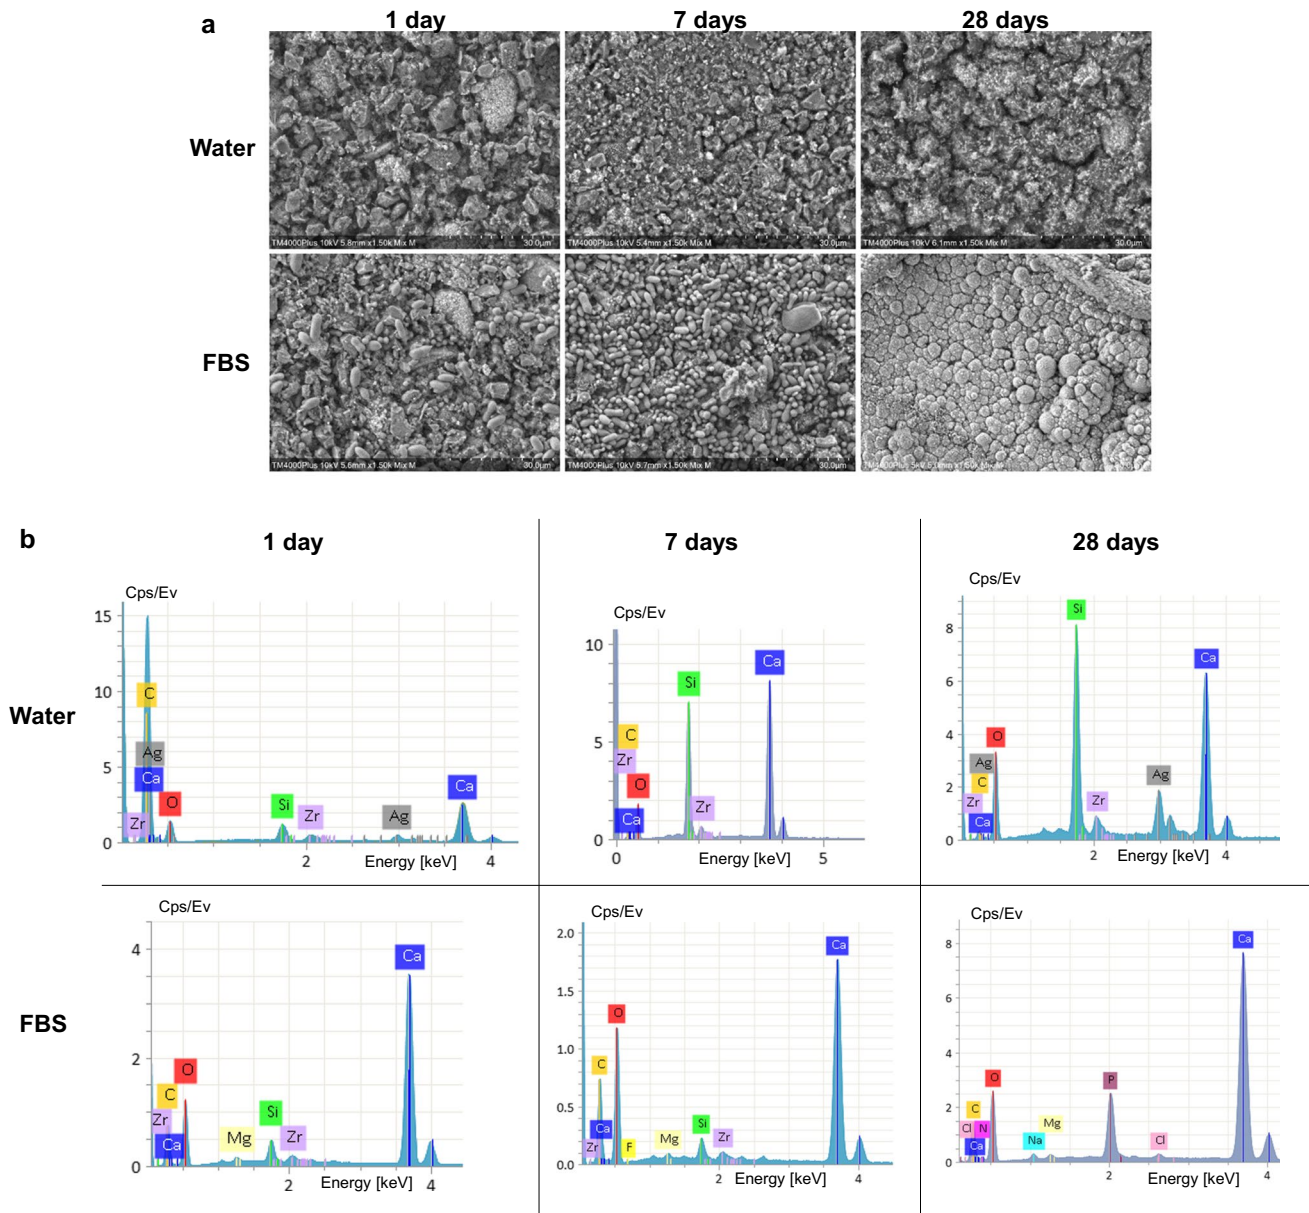 a
1 day
7 days
28 days
Water
TM4000Plus 10kV 5.8mm x1.50k Mix M
30.0µm
TM4000Plus 10kV 5.4mm x1.50k Mix M
30.0µm
TM4000Plus 10kV 6.1mm x1.50k Mix M
30.0µm
FBS
TM4000Plus 10kV 5.6mm x1.50k Mix M
30.0µm
TM4000Plus 10kV 5.7mm x1.50k Mix M
30.0µm
x1.50k Mix M
b
1 day
7 days
28 days
Water
Cps/Ev
15
10
5
0
C
Ag
Ca
O
Zr
Si
Zr
Ag
Ca
2
Energy [keV]
4
Cps/Ev
10
5
0
C
Zr
O
Ca
Si
Zr
Ca
0
Energy [keV]
5
Cps/Ev
8
6
4
2
0
O
Ag
C
Zr
Ca
Si
Zr
Ag
Ca
2
Energy [keV]
4
FBS
Cps/Ev
4
2
0
O
C
Zr
Ca
Mg
Si
Zr
Ca
2
Energy [keV]
4
Cps/Ev
2.0
1.5
1.0
0.5
0.0
O
C
Ca
Zr
F
Mg
Si
Zr
Ca
2
Energy [keV]
4
Cps/Ev
8
6
4
2
0
O
C
Cl
N
Ca
Na
Mg
P
Cl
Ca
2
Energy [keV]
4